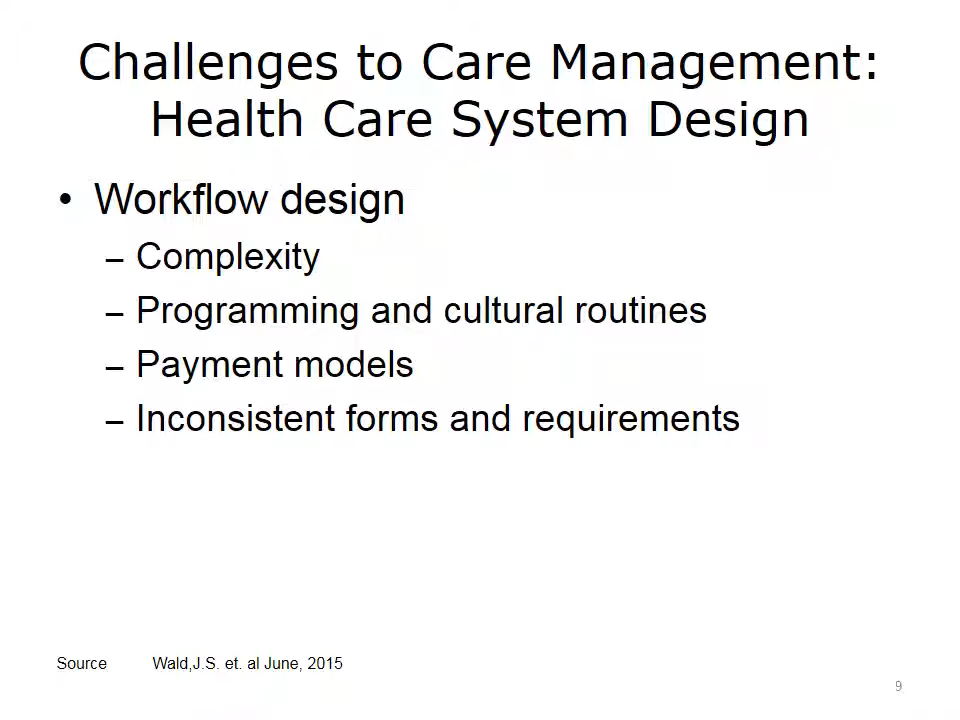 Challenges to Care Management:
Health Care System Design
• Workflow design
– Complexity
– Programming and cultural routines
– Payment models
– Inconsistent forms and requirements
Source Wald,J.S. et. al June, 2015
9